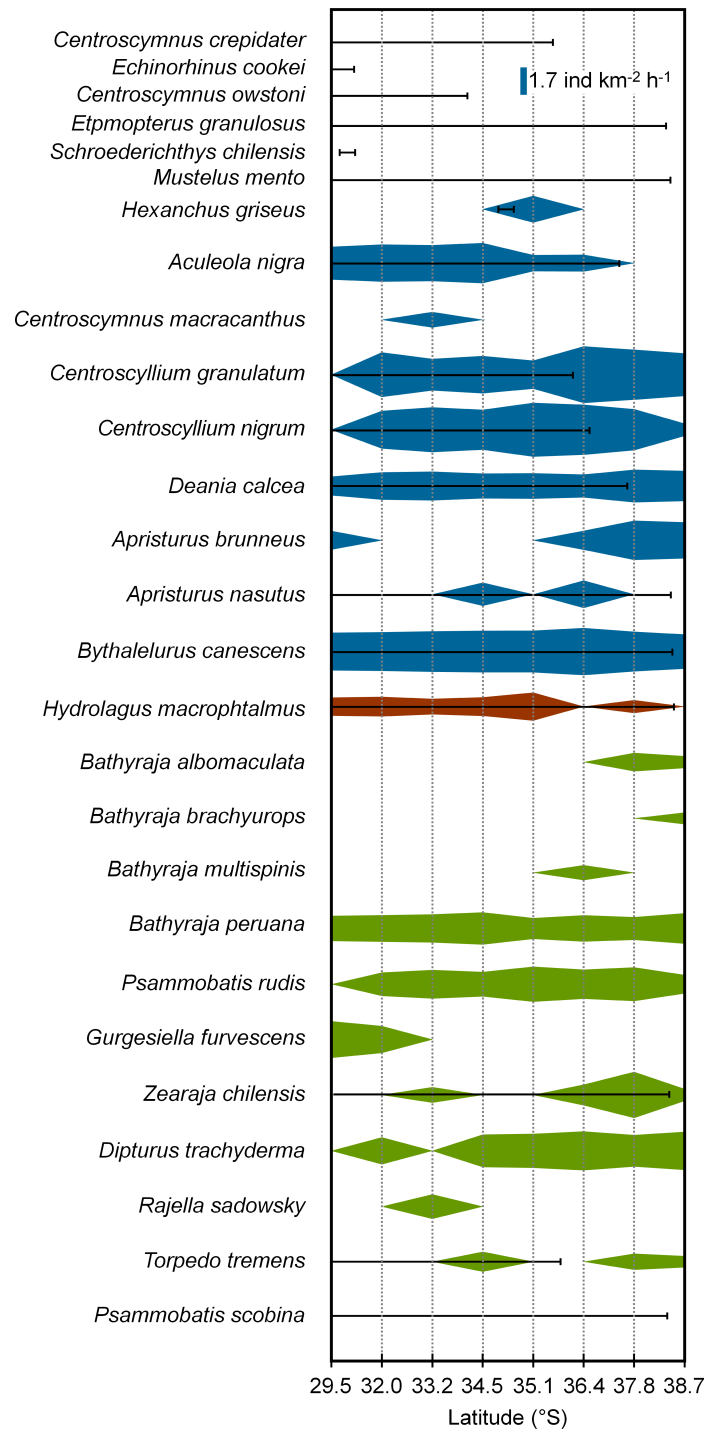 Centroscymnus crepidater
Echinorhinus cookei
1.7 ind km⁻² h⁻¹
Centroscymnus owstoni
Etpmopterus granulosus
Schroederichthys chilensis
Mustelus mento
Hexanchus griseus
Aculeola nigra
Centroscymnus macracanthus
Centroscyllium granulatum
Centroscyllium nigrum
Deania calcea
Apristurus brunneus
Apristurus nasutus
Bythalelurus canescens
Hydrolagus macrophtalmus
Bathyraja albomaculata
Bathyraja brachyurops
Bathyraja multispinis
Bathyraja peruana
Psammobatis rudis
Gurgesiella furvescens
Zearaja chilensis
Dipturus trachyderma
Rajella sadowsky
Torpedo tremens
Psammobatis scobina
29.5 32.0 33.2 34.5 35.1 36.4 37.8 38.7
Latitude (°S)